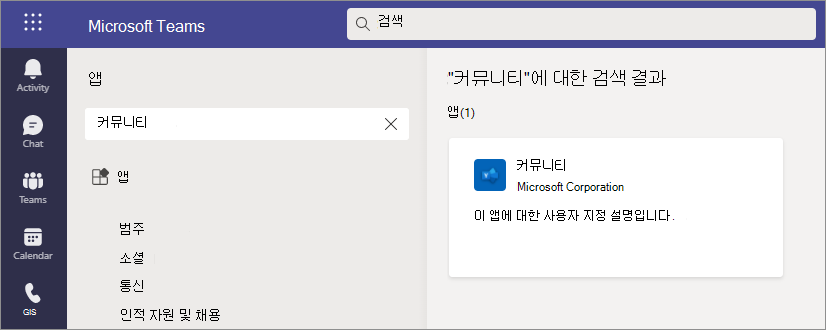 Microsoft Teams
검색
Activity
Chat
Teams
Calendar
GIS
앱
커뮤니티
앱
범주
소셜
통신
인적 자원 및 채용
"커뮤니티"에 대한 검색 결과
앱(1)
커뮤니티
Microsoft Corporation
이 앱에 대한 사용자 지정 설명입니다.